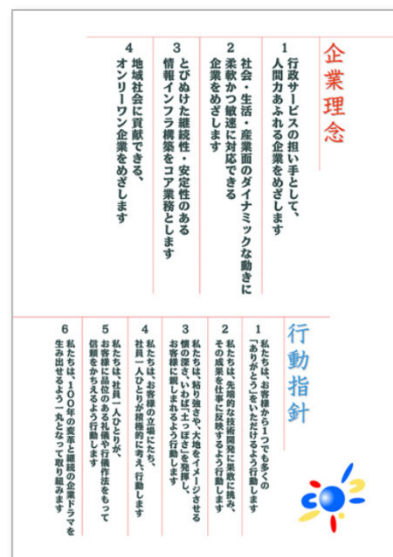 企業理念
1
行政サービスの担い手として、
人間力あふれる企業をめざします
2
社会・生活・産業面のダイナミックな動きに
柔軟かつ敏速に対応できる
企業をめざします
3
とびぬけた継続性・安定性のある
情報インフラ構築をコア業務とします
4
地域社会に貢献できる、
オンリーワン企業をめざします
行動指針
1
私たちは、お客様から1つでも多くの
「ありがとう」をいただけるよう行動します
2
私たちは、先端的な技術開発に果敢に挑み、
その成果を仕事に反映するよう行動します
3
私たちは、粘り強さや、大地をイメージさせる
懐の深さ、いわば「土っぽさ」を発揮し、
お客様に親しまれるよう行動します
4
私たちは、お客様の立場にたち、
社員一人ひとりが積極的に考え、行動します
5
私たちは、社員一人ひとりが、
お客様に品位のある礼儀や行儀作法をもって
信頼をかちえるよう行動します
6
私たちは、100年の変革と継続の企業ドラマを
生み出せるよう一丸となって取り組みます